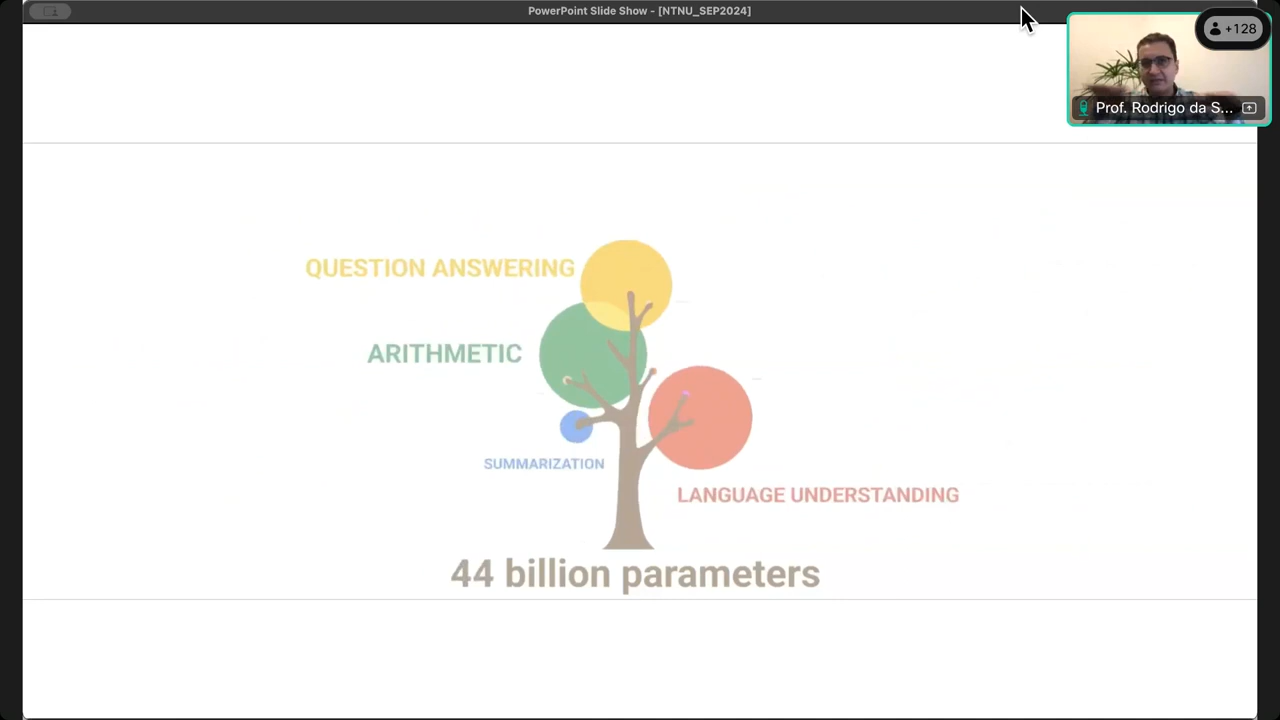 PowerPoint Slide Show - [NTNU_SEP2024]
+128
Prof. Rodrigo da S...
QUESTION ANSWERING
ARITHMETIC
SUMMARIZATION
LANGUAGE UNDERSTANDING
44 billion parameters